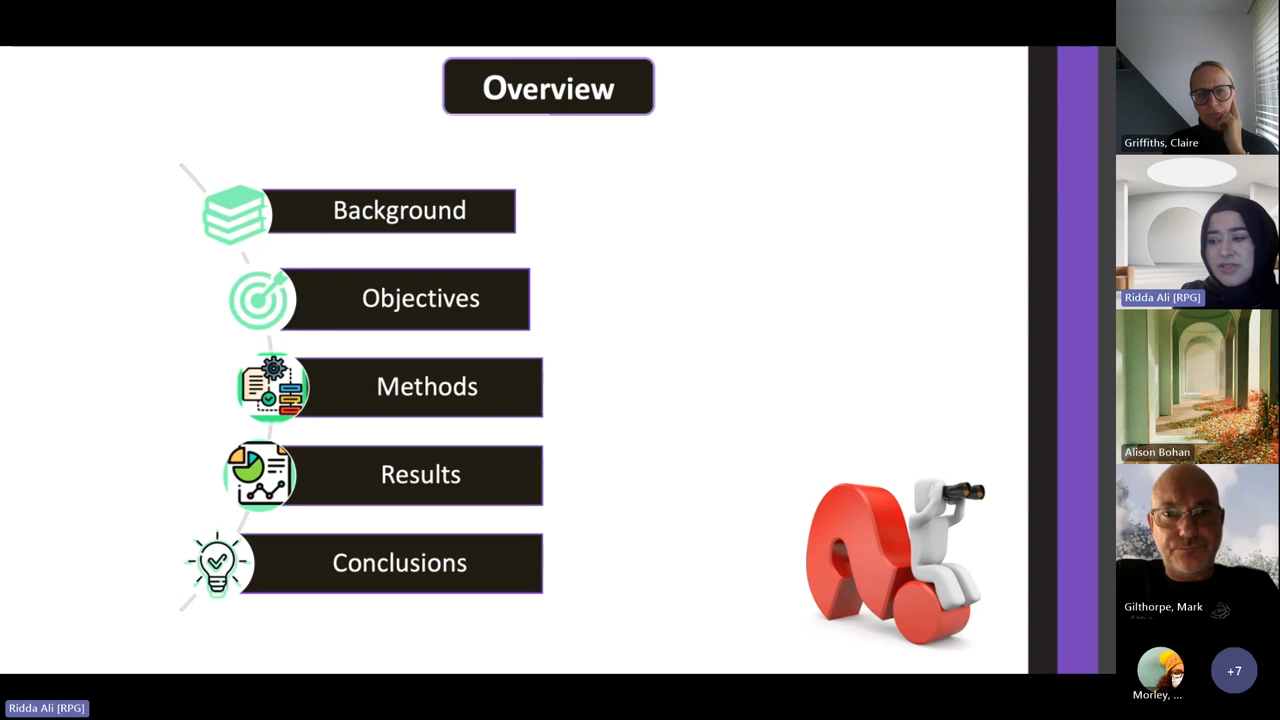 Overview
Background
Objectives
Methods
Results
Conclusions
Griffiths, Claire
Ridda Ali [RPG]
Alison Bohan
Gilthorpe, Mark
Morley, ...
+7
Ridda Ali [RPG]